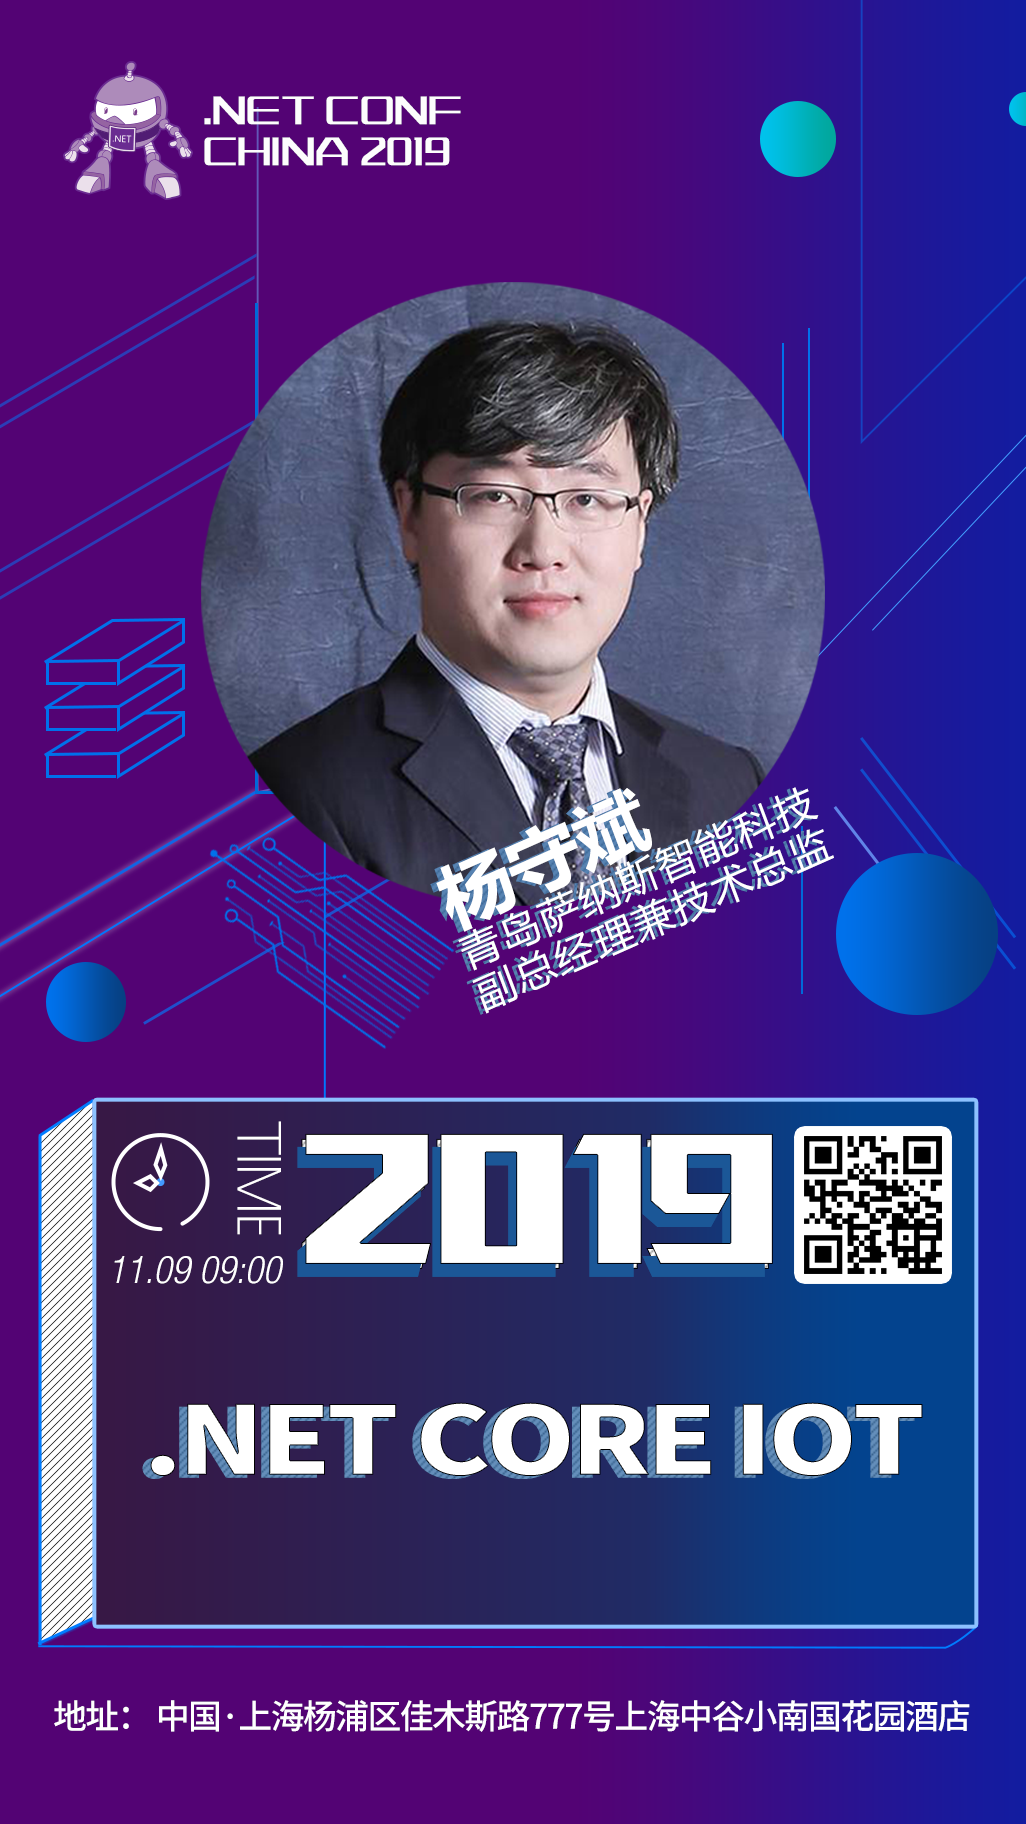 .NET CONF
CHINA 2019
.NET
杨守斌
青岛萨纳斯智能科技
副总经理兼技术总监
TIME
2019
11.09 09:00
.NET CORE IOT
地址： 中国·上海杨浦区佳木斯路777号上海中谷小南国花园酒店